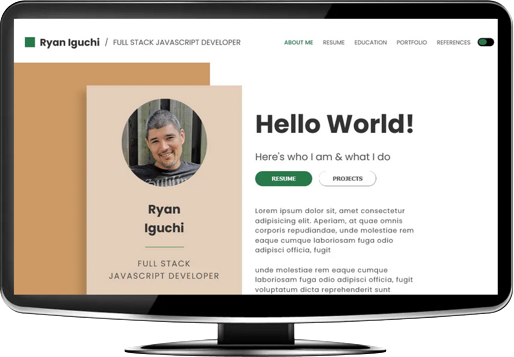 Ryan Iguchi / FULL STACK JAVASCRIPT DEVELOPER
ABOUT ME RESUME EDUCATION PORTFOLIO REFERENCES
Ryan
Iguchi
FULL STACK
JAVASCRIPT DEVELOPER
Hello World!
Here's who I am & what I do
RESUME PROJECTS
Lorem ipsum dolor sit, amet consectetur
adipisicing elit. Aperiam, at quae omnis
corporis repudiandae, unde molestiae rem
eaque cumque laboriosam fuga odio
adipisci officia, fugit
unde molestiae rem eaque cumque
laboriosam fuga odio adipisci officia, fugit
voluptatum dicta reprehenderit sunt